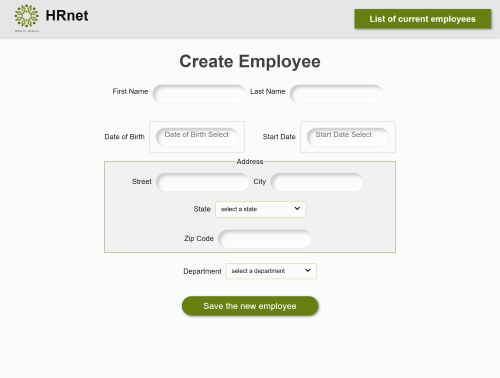 HRnet
WEALTH HEALTH
List of current employees
Create Employee
First Name Last Name
Date of Birth Date of Birth Select Start Date Start Date Select
Address
Street City
State select a state
Zip Code
Department select a department
Save the new employee